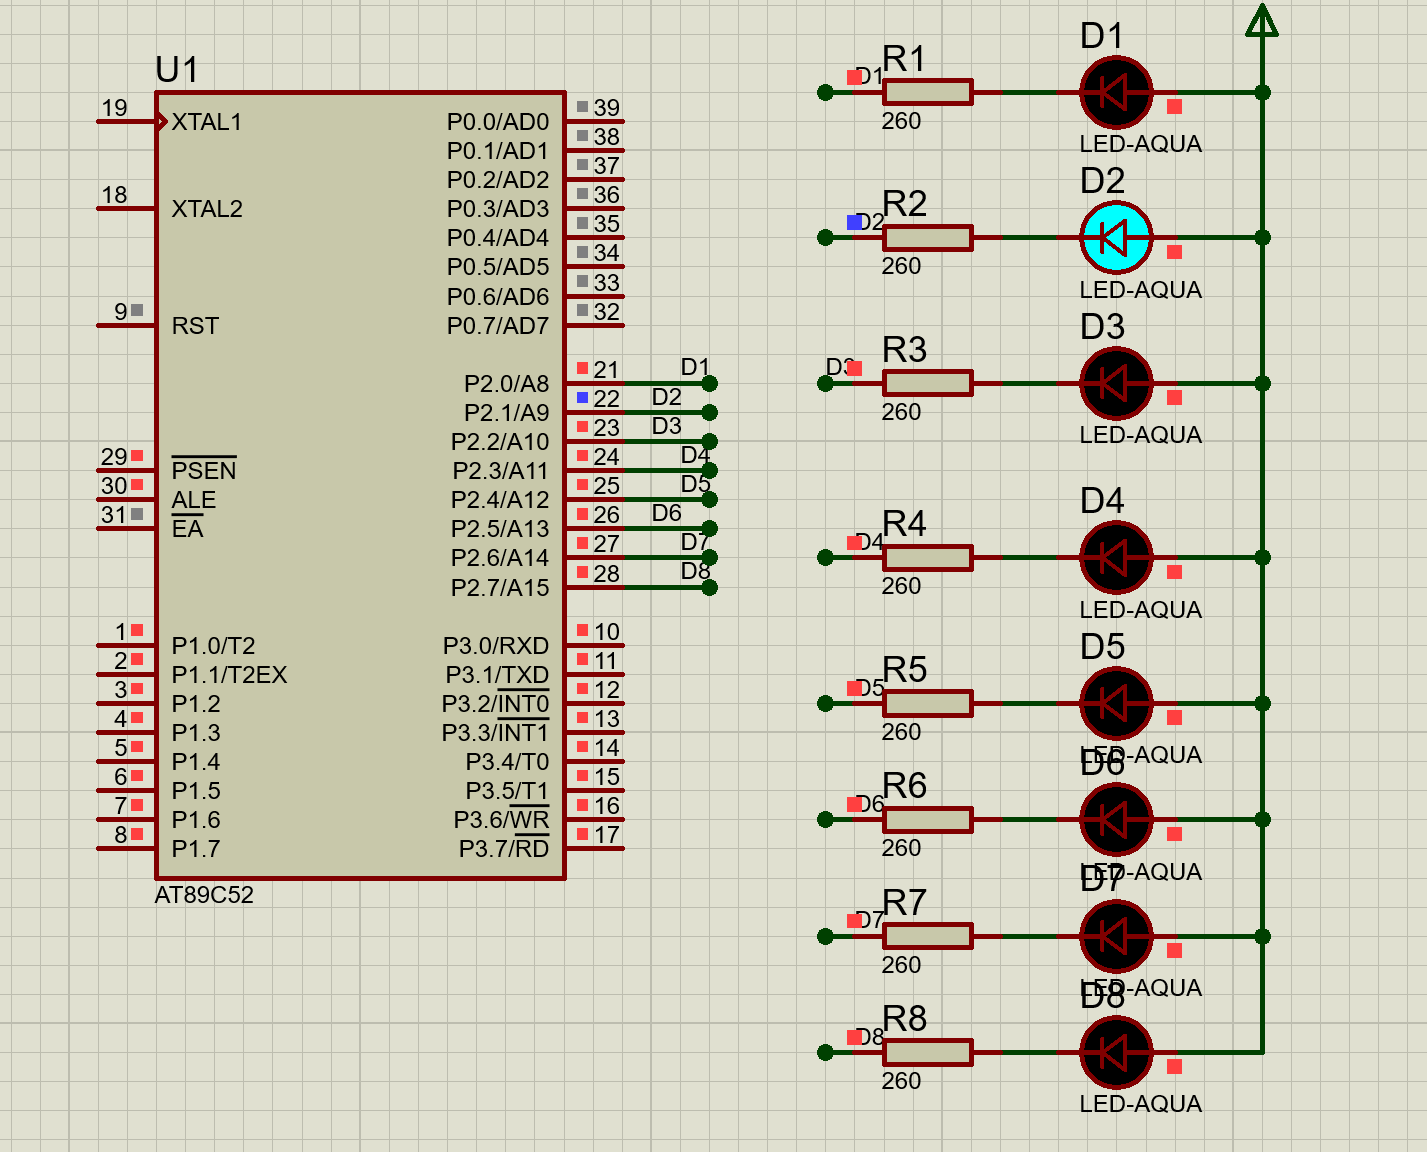 U1
19
XTAL1
18
XTAL2
9
RST
29
PSEN
30
ALE
31
EA
1
P1.0/T2
2
P1.1/T2EX
3
P1.2
4
P1.3
5
P1.4
6
P1.5
7
P1.6
8
P1.7
P0.0/AD0
39
P0.1/AD1
38
P0.2/AD2
37
P0.3/AD3
36
P0.4/AD4
35
P0.5/AD5
34
P0.6/AD6
33
P0.7/AD7
32
P2.0/A8
21
D1
P2.1/A9
22
D2
P2.2/A10
23
D3
P2.3/A11
24
D4
P2.4/A12
25
D5
P2.5/A13
26
D6
P2.6/A14
27
D7
P2.7/A15
28
D8
P3.0/RXD
10
P3.1/TXD
11
P3.2/INT0
12
P3.3/INT1
13
P3.4/T0
14
P3.5/T1
15
P3.6/WR
16
P3.7/RD
17
AT89C52
D1
R1
260
D1
LED-AQUA
D2
R2
260
D2
LED-AQUA
D3
R3
260
D3
LED-AQUA
D4
R4
260
D4
LED-AQUA
D5
R5
260
D5
LED-AQUA
D6
R6
260
D6
LED-AQUA
D7
R7
260
D7
LED-AQUA
D8
R8
260
D8
LED-AQUA